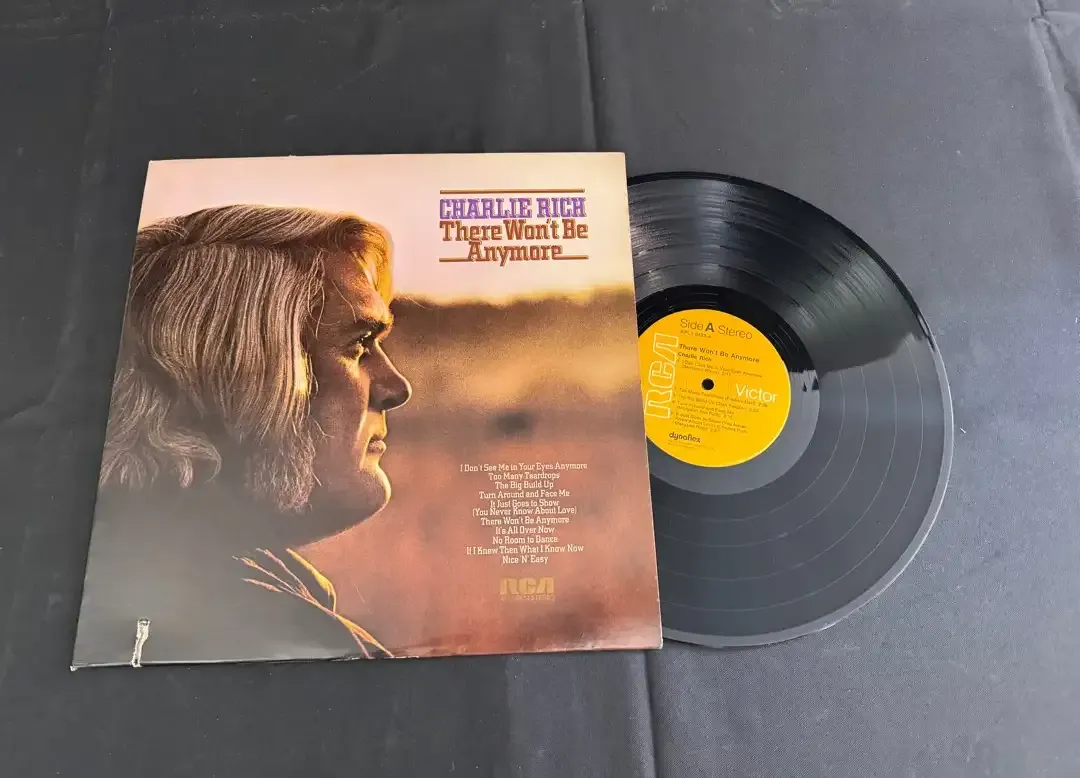 CHARLIE RICH
There Won't Be
Anymore
I Don't See Me in Your Eyes Anymore
Too Many Teardrops
The Big Build Up
Turn Around and Face Me
It Just Goes to Show
(You Never Know About Love)
There Won't Be Anymore
It's All Over Now
No Room to Dance
If I Knew Then What I Know Now
Nice 'N' Easy
RCA
Side A Stereo
There Won't Be Anymore
Charlie Rich
RCA
Victor
dynaflex